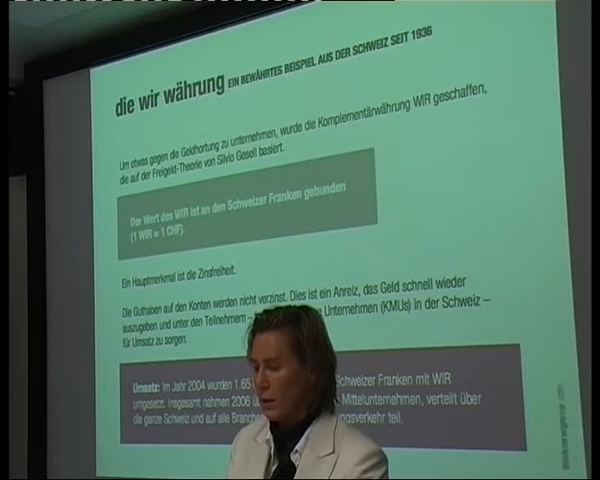 die wir währung EIN BEWÄHRTES BEISPIEL AUS DER SCHWEIZ SEIT 1936
Um etwas gegen die Geldhortung zu unternehmen, wurde die Komplementärwährung WIR geschaffen,
die auf der Freigeld-Theorie von Silvio Gesell basiert.
Der Wert des WIR ist an den Schweizer Franken gebunden
(1 WIR = 1 CHF).
Ein Hauptmerkmal ist die Zinsfreiheit.
Die Guthaben auf den Konten werden nicht verzinst. Dies ist ein Anreiz, das Geld schnell wieder
auszugeben und unter den Teilnehmern – Unternehmen (KMUs) in der Schweiz –
für Umsatz zu sorgen.
Umsatz: Im Jahr 2004 wurden 1.65 Schweizer Franken mit WIR
umgesetzt. Insgesamt nahmen 2006 Mittelunternehmen, verteilt über
die ganze Schweiz und auf alle ngsverkehr teil.